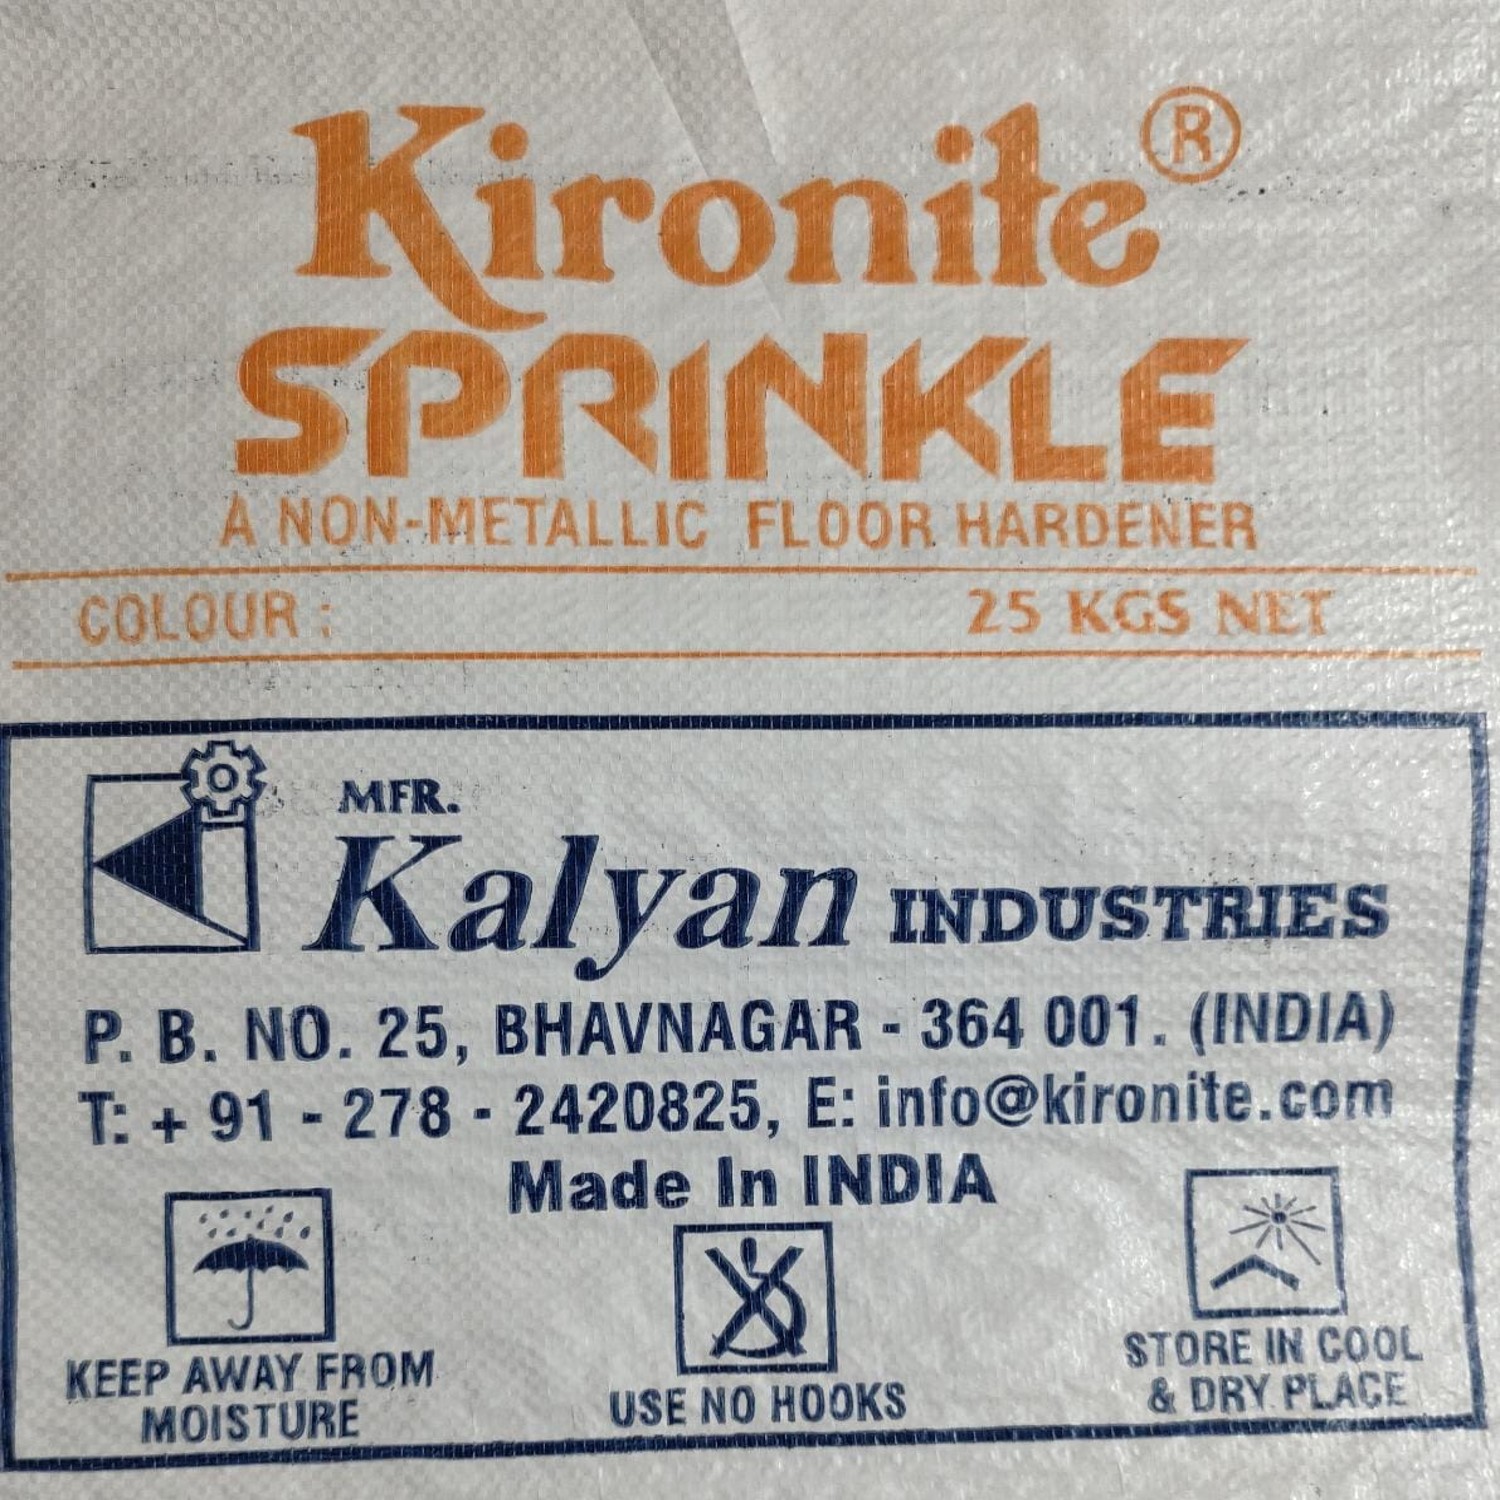 Kironite®
SPRINKLE
A NON-METALLIC FLOOR HARDENER
COLOUR : 25 KGS NET
MFR.
Kalyan INDUSTRIES
P. B. NO. 25, BHAVNAGAR - 364 001. (INDIA)
T: + 91 - 278 - 2420825, E: info@kironite.com
Made In INDIA
KEEP AWAY FROM
MOISTURE
USE NO HOOKS
STORE IN COOL
& DRY PLACE